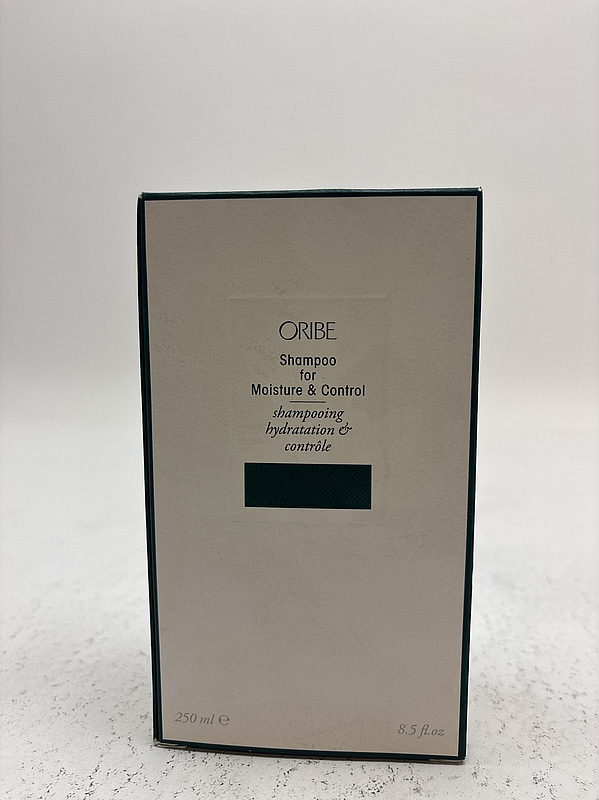 ORIBE
Shampoo
for
Moisture & Control
shampooing
hydratation &
contrôle
250 ml ℮
8.5 fl.oz